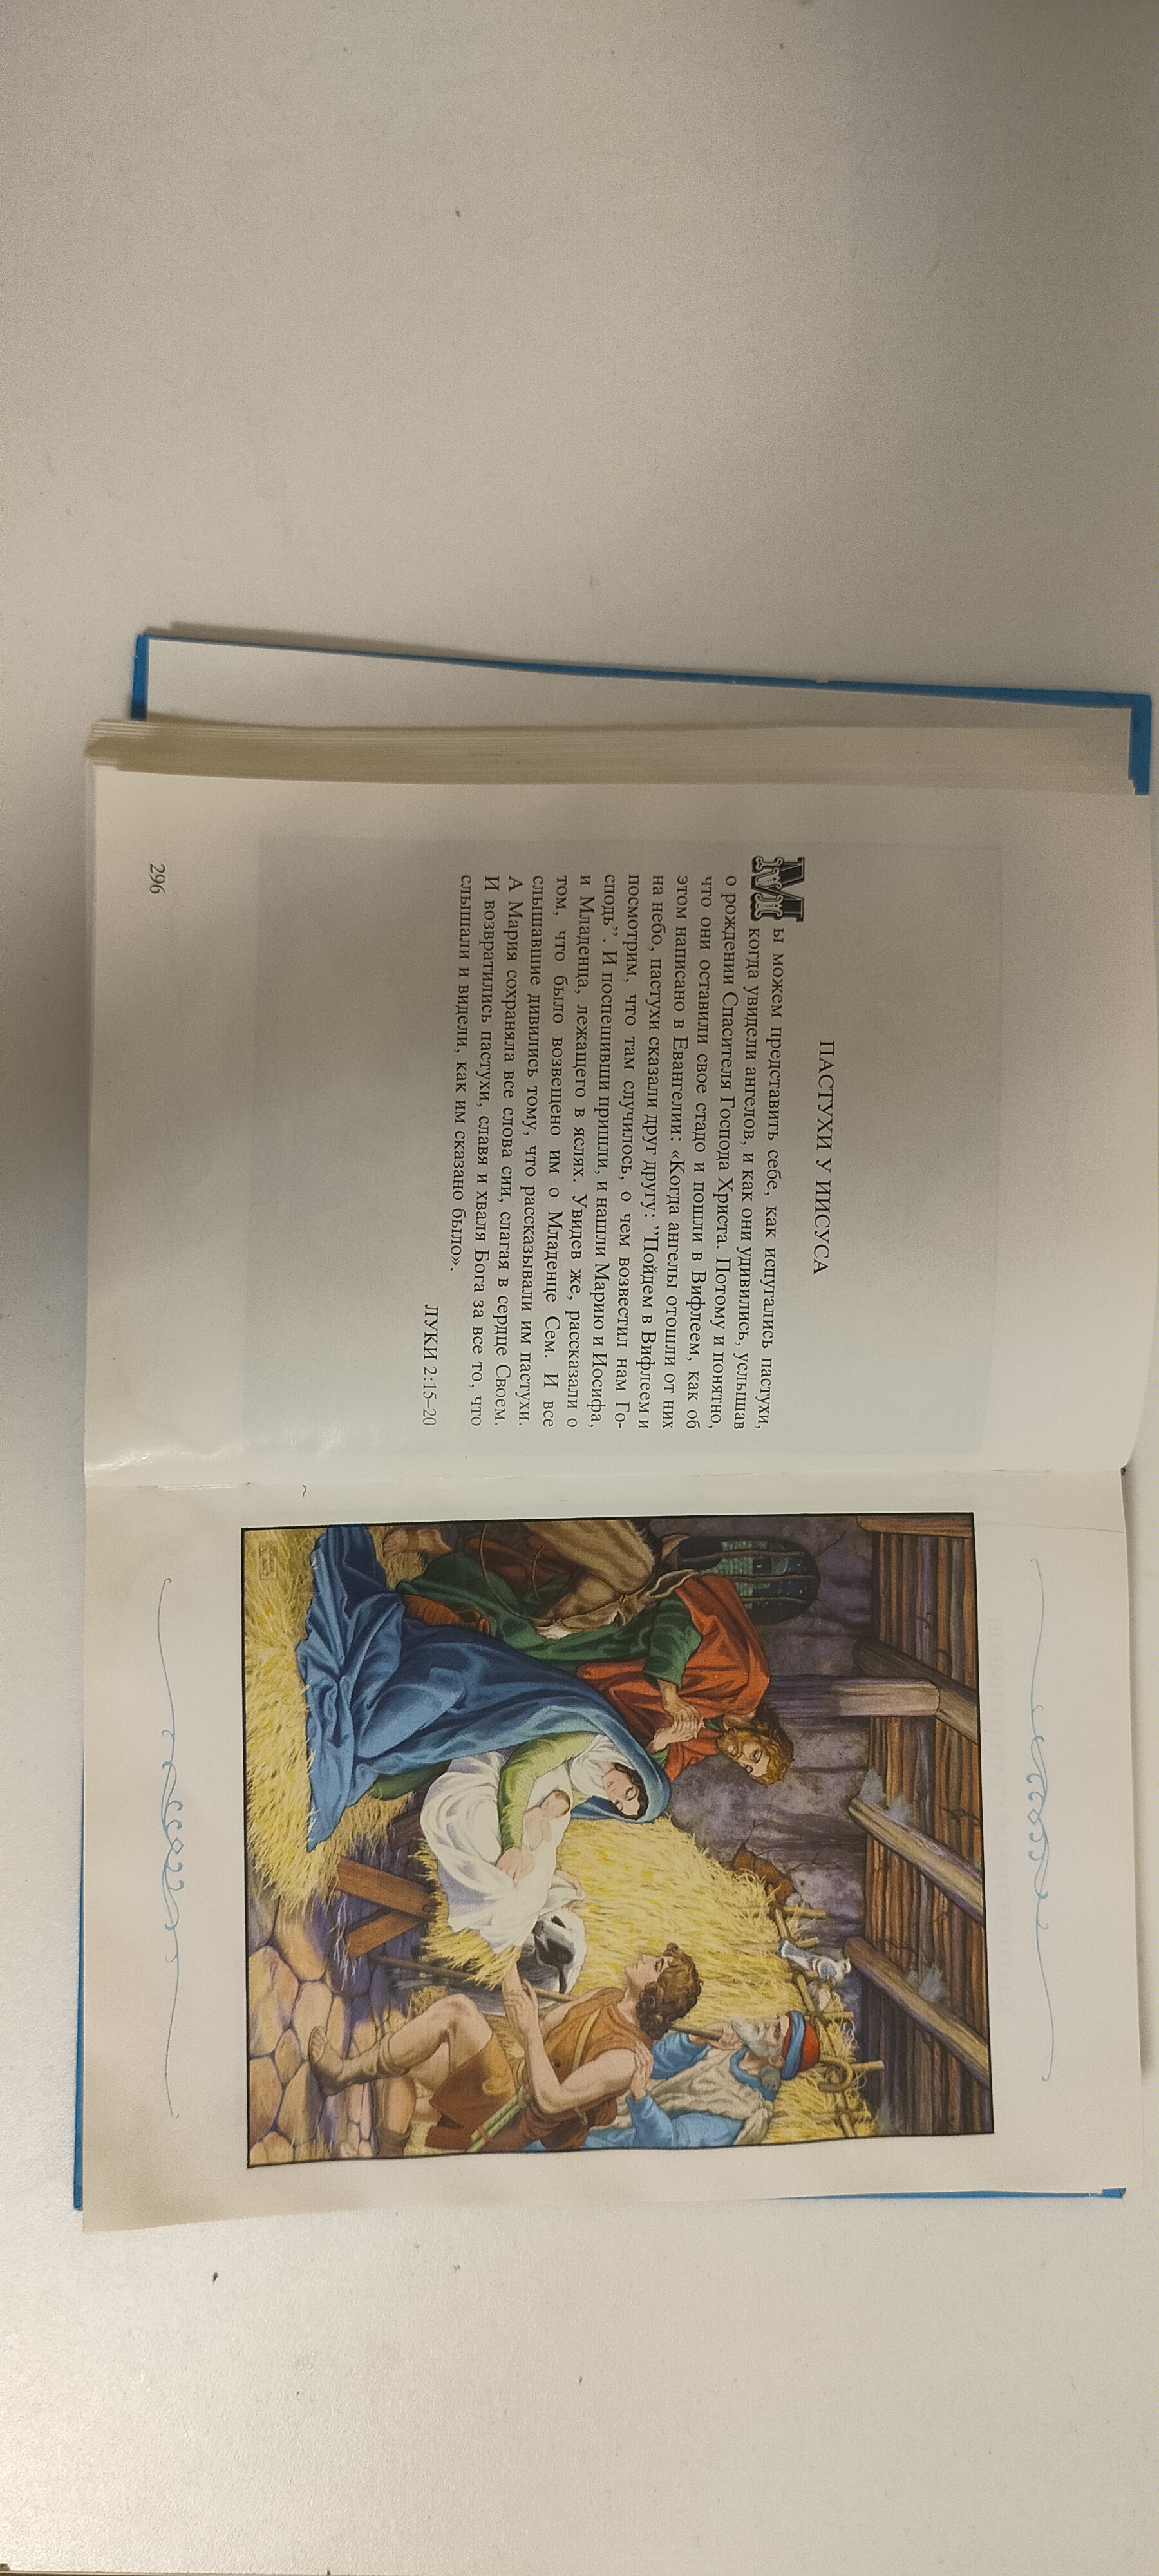 ПАСТУХИ У ИИСУСА
Мы можем представить себе, как испугались пастухи,
когда увидели ангелов, и как они удивились, услышав
о рождении Спасителя Господа Христа. Потому и понятно,
что они оставили свое стадо и пошли в Вифлеем, как об
этом написано в Евангелии: «Когда ангелы отошли от них
на небо, пастухи сказали друг другу: ’’Пойдем в Вифлеем и
посмотрим, что там случилось, о чем возвестил нам Го-
сподь’’. И поспешивши пришли, и нашли Марию и Иосифа,
и Младенца, лежащего в яслях. Увидев же, рассказали о
том, что было возвещено им о Младенце Сем. И все
слышавшие дивились тому, что рассказывали им пастухи.
А Мария сохраняла все слова сии, слагая в сердце Своем.
И возвратились пастухи, славя и хваля Бога за все то, что
слышали и видели, как им сказано было».
ЛУКИ 2:15–20
296